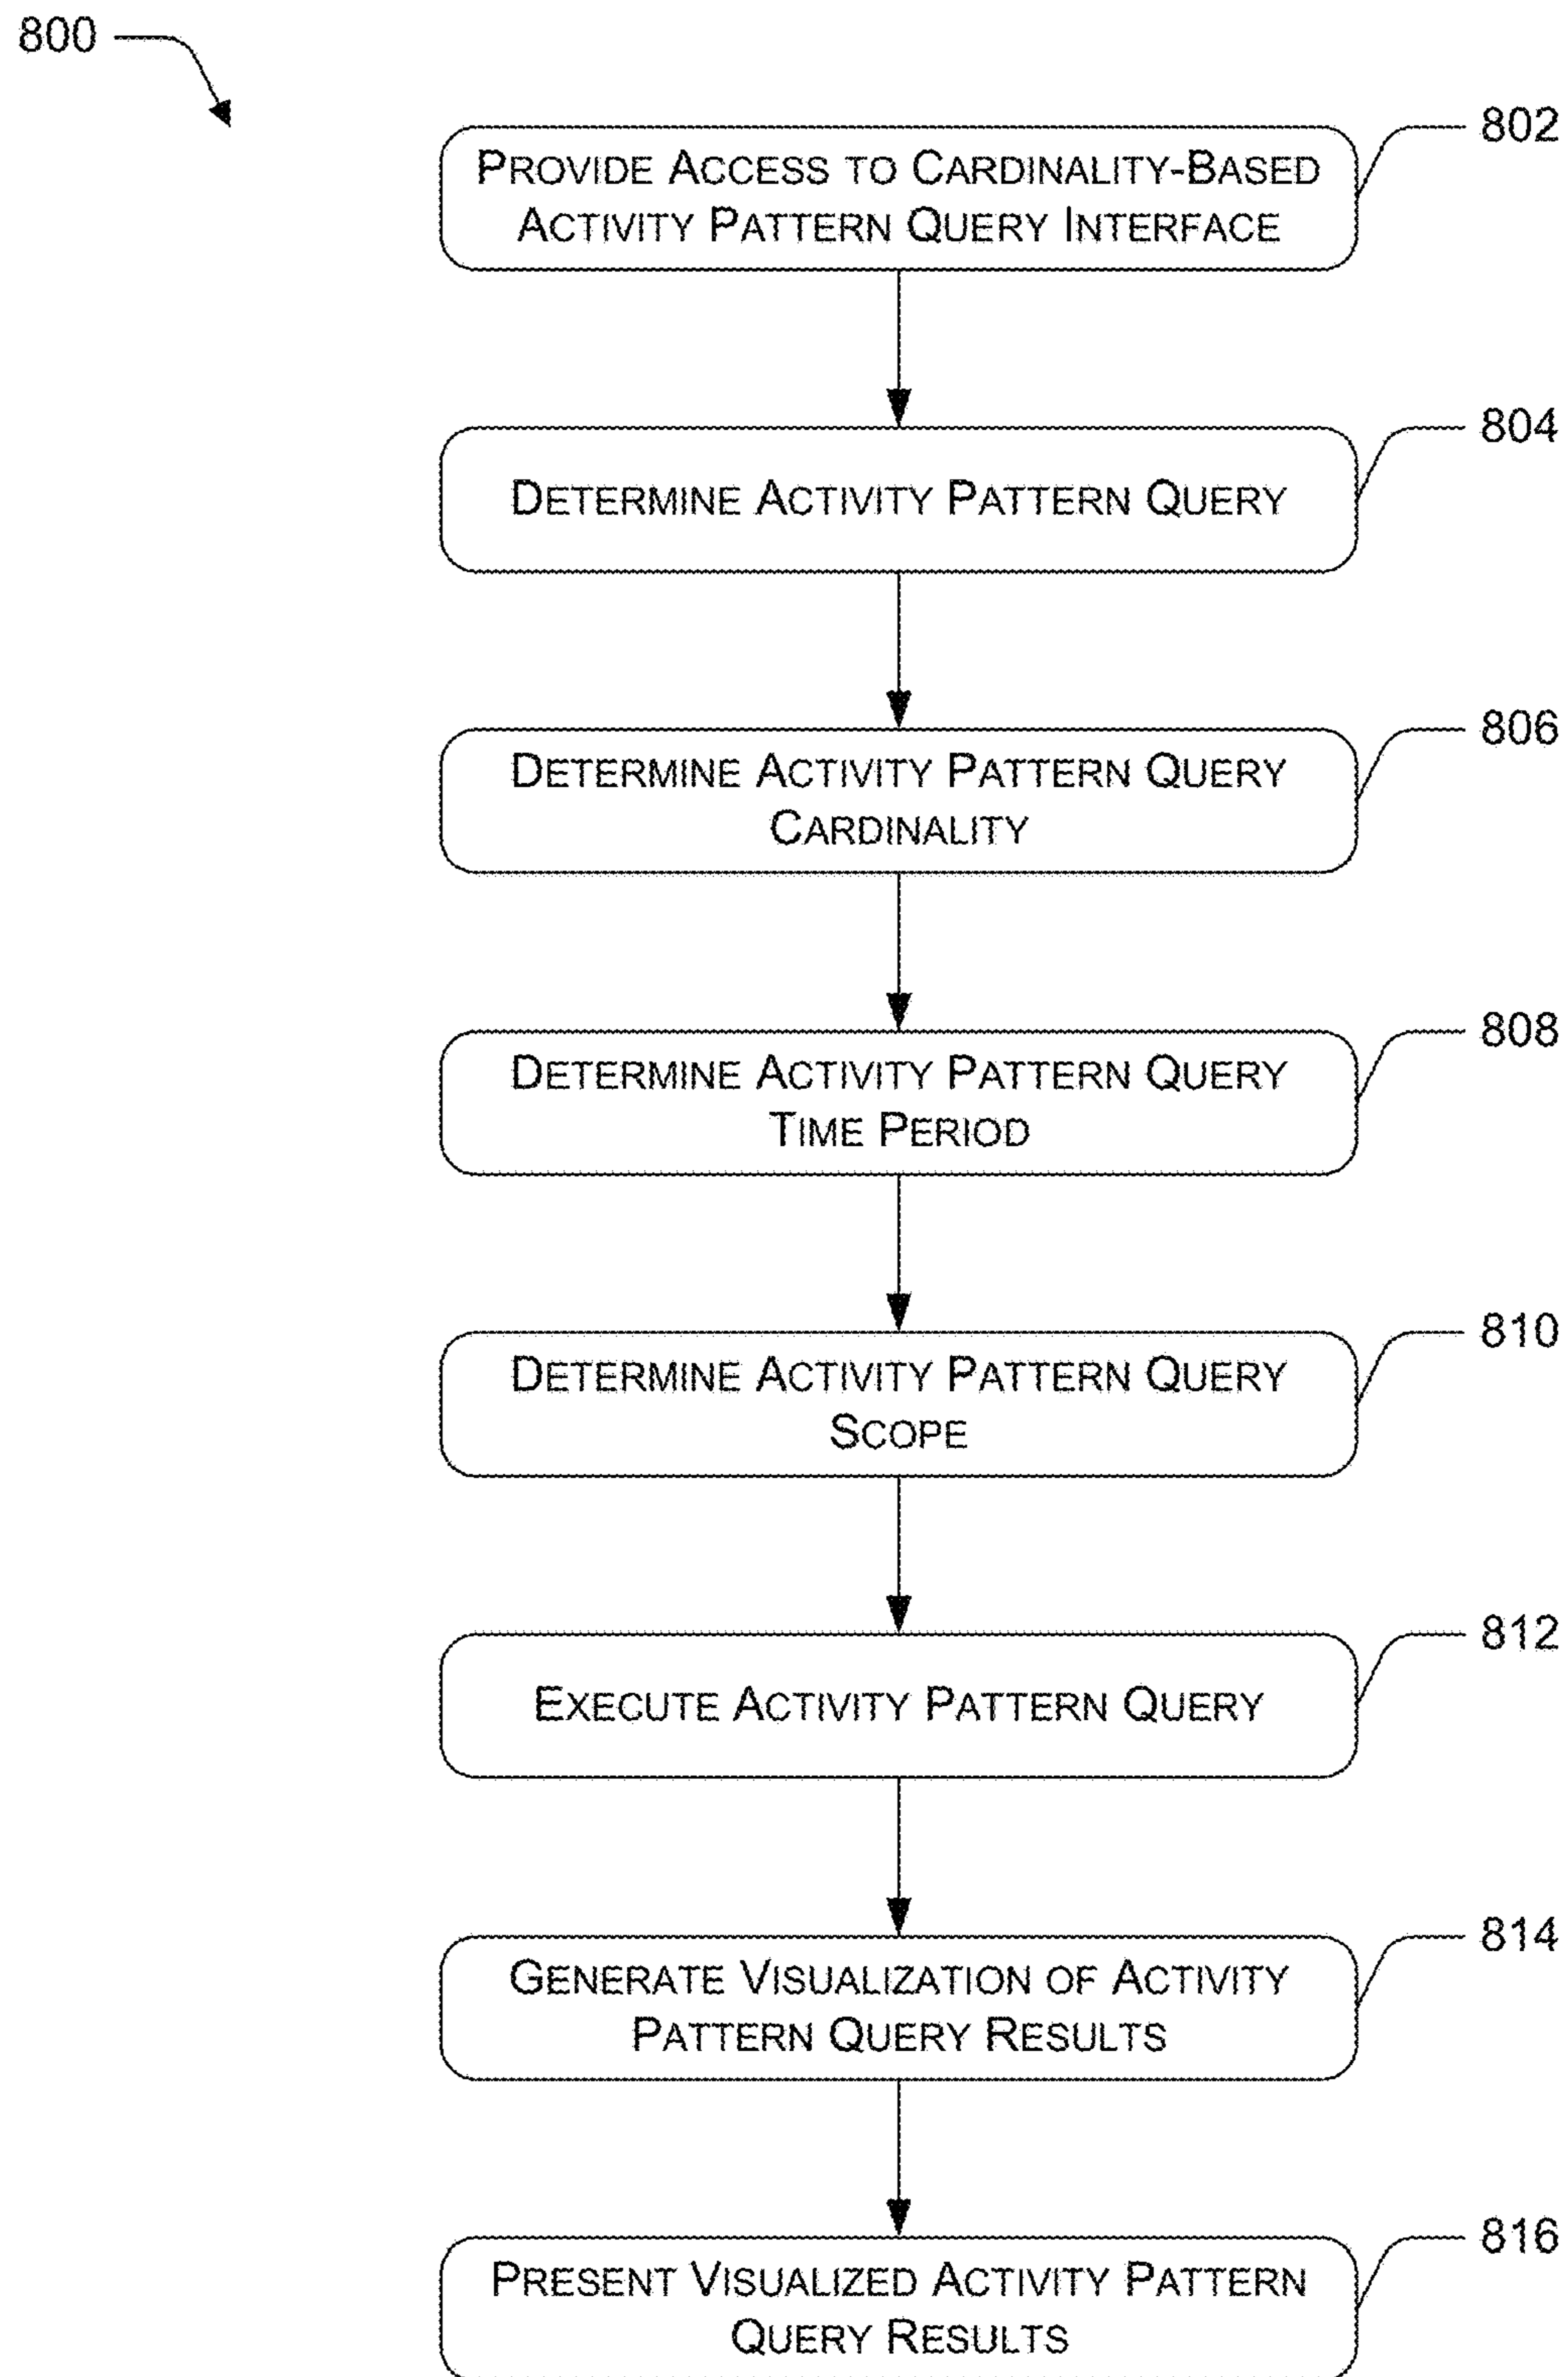 800
802
PROVIDE ACCESS TO CARDINALITY-BASED
ACTIVITY PATTERN QUERY INTERFACE
804
DETERMINE ACTIVITY PATTERN QUERY
806
DETERMINE ACTIVITY PATTERN QUERY
CARDINALITY
808
DETERMINE ACTIVITY PATTERN QUERY
TIME PERIOD
810
DETERMINE ACTIVITY PATTERN QUERY
SCOPE
812
EXECUTE ACTIVITY PATTERN QUERY
814
GENERATE VISUALIZATION OF ACTIVITY
PATTERN QUERY RESULTS
816
PRESENT VISUALIZED ACTIVITY PATTERN
QUERY RESULTS